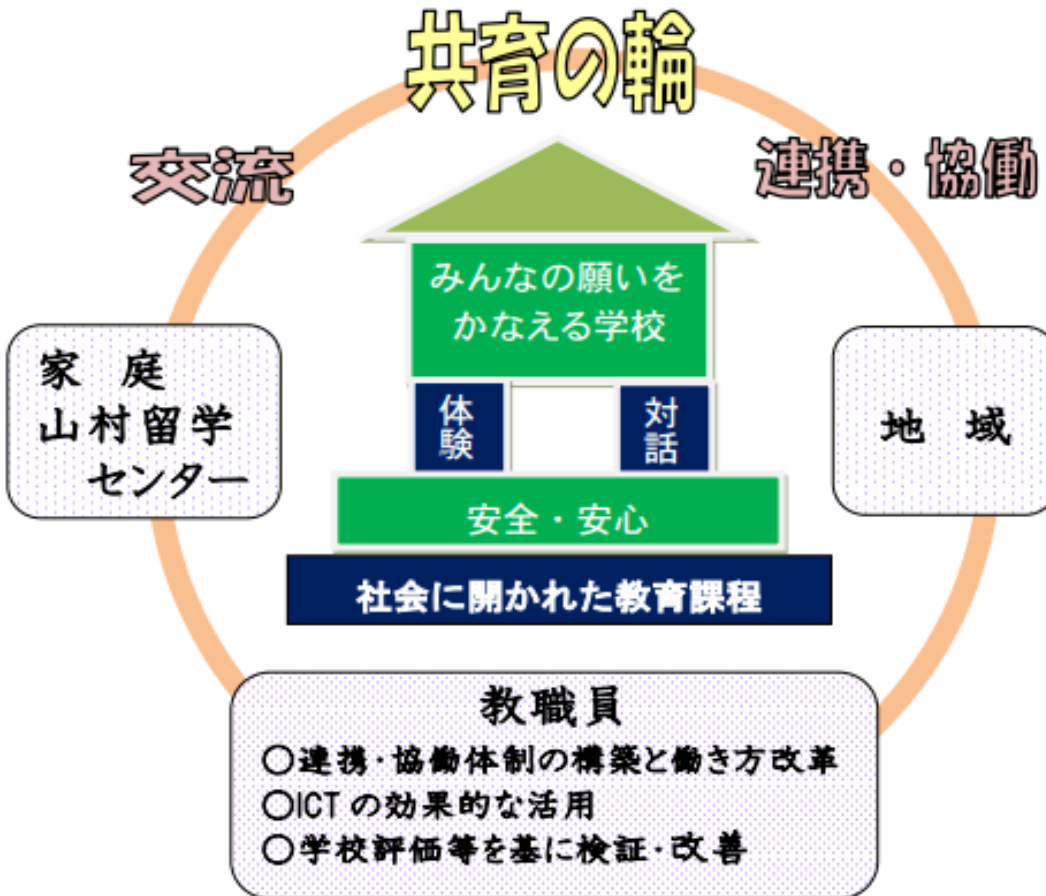 共育の輪
交流
連携・協働
みんなの願いを
かなえる学校
家 庭
山村留学
センター
体験
対話
地 域
安全・安心
社会に開かれた教育課程
教職員
○連携・協働体制の構築と働き方改革
○ICTの効果的な活用
○学校評価等を基に検証・改善